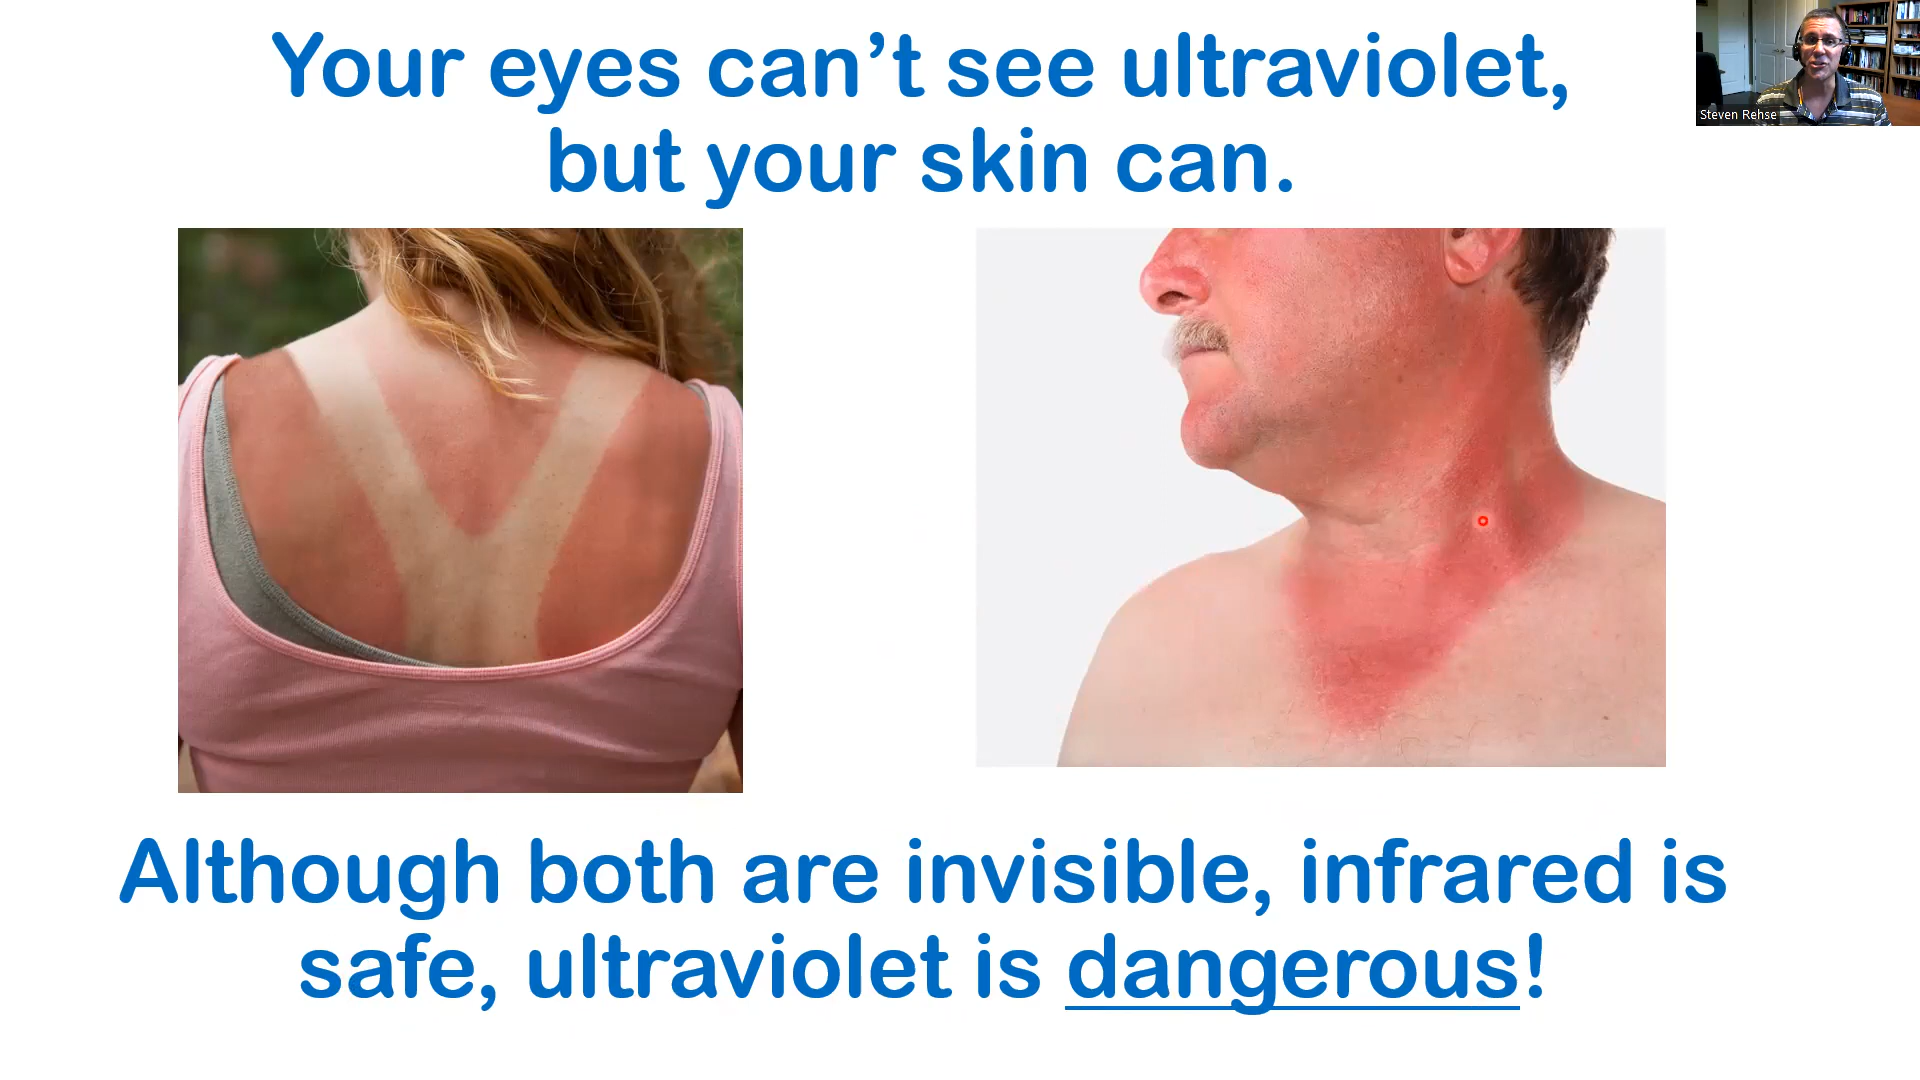 Your eyes can’t see ultraviolet,
but your skin can.
Steven Rehse
Although both are invisible, infrared is
safe, ultraviolet is dangerous!